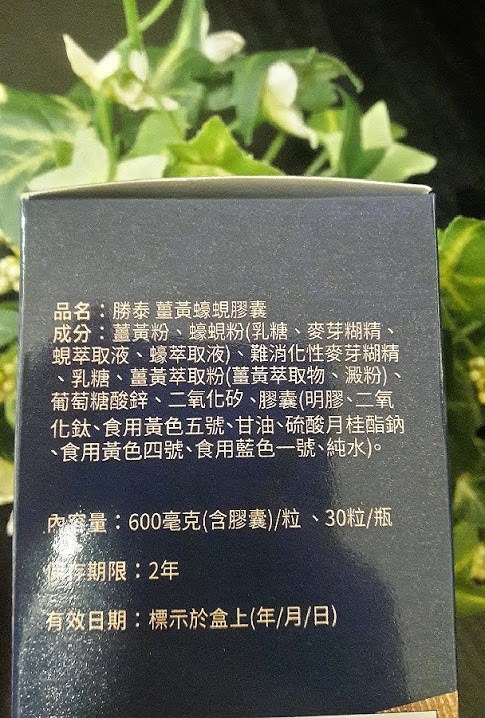 品名：勝泰 薑黃蠔蜆膠囊
成分：薑黃粉、蠔蜆粉(乳糖、麥芽糊精、
蜆萃取液、蠔萃取液)、難消化性麥芽糊精
、乳糖、薑黃萃取粉(薑黃萃取物、澱粉)、
葡萄糖酸鋅、二氧化矽、膠囊(明膠、二氧
化鈦、食用黃色五號、甘油、硫酸月桂酯鈉
、食用黃色四號、食用藍色一號、純水)。
內容量：600毫克(含膠囊)/粒 、30粒/瓶
保存期限：2年
有效日期：標示於盒上(年/月/日)